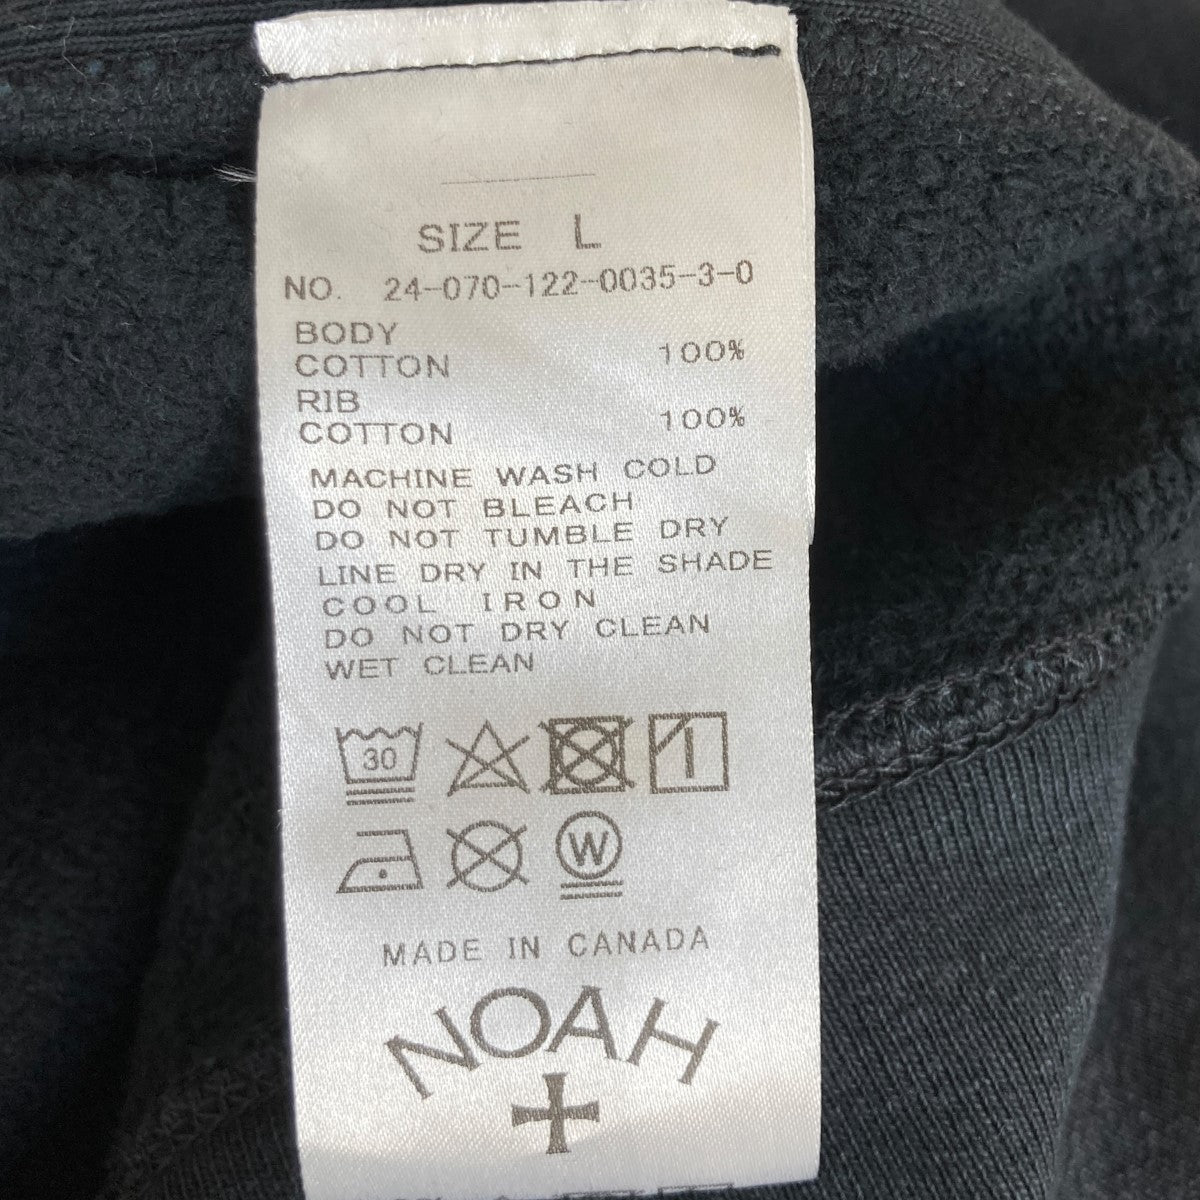 SIZE L
NO. 24-070-122-0035-3-0
BODY
COTTON 100%
RIB
COTTON 100%
MACHINE WASH COLD
DO NOT BLEACH
DO NOT TUMBLE DRY
LINE DRY IN THE SHADE
COOL IRON
DO NOT DRY CLEAN
WET CLEAN
30
W
MADE IN CANADA
NOAH